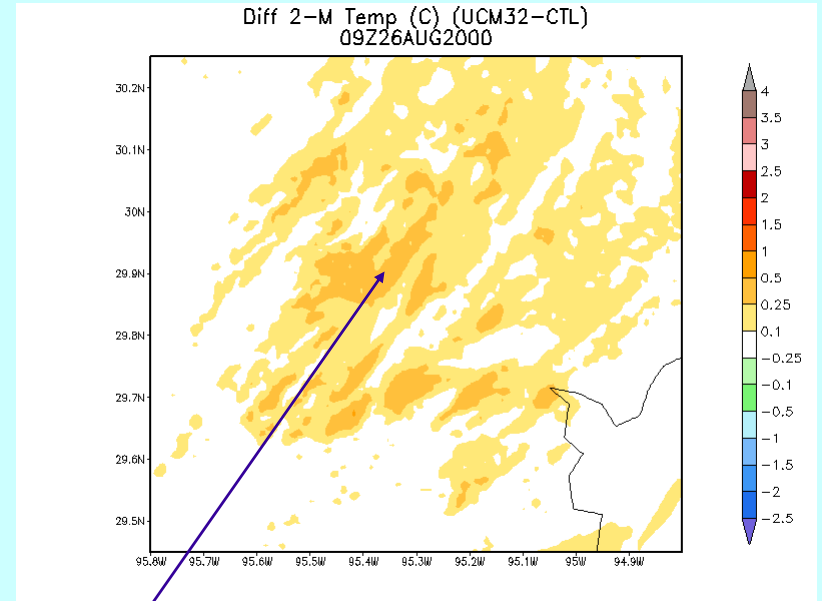 Diff 2-M Temp (C) (UCM32-CTL)
09Z26AUG2000
30.2N
30.1N
30N
29.9N
29.8N
29.7N
29.6N
29.5N
95.8W 95.7W 95.6W 95.5W 95.4W 95.3W 95.2W 95.1W 95W 94.9W
4
3.5
3
2.5
2
1.5
1
0.5
0.25
0.1
-0.25
-0.1
-0.5
-1
-1.5
-2
-2.5